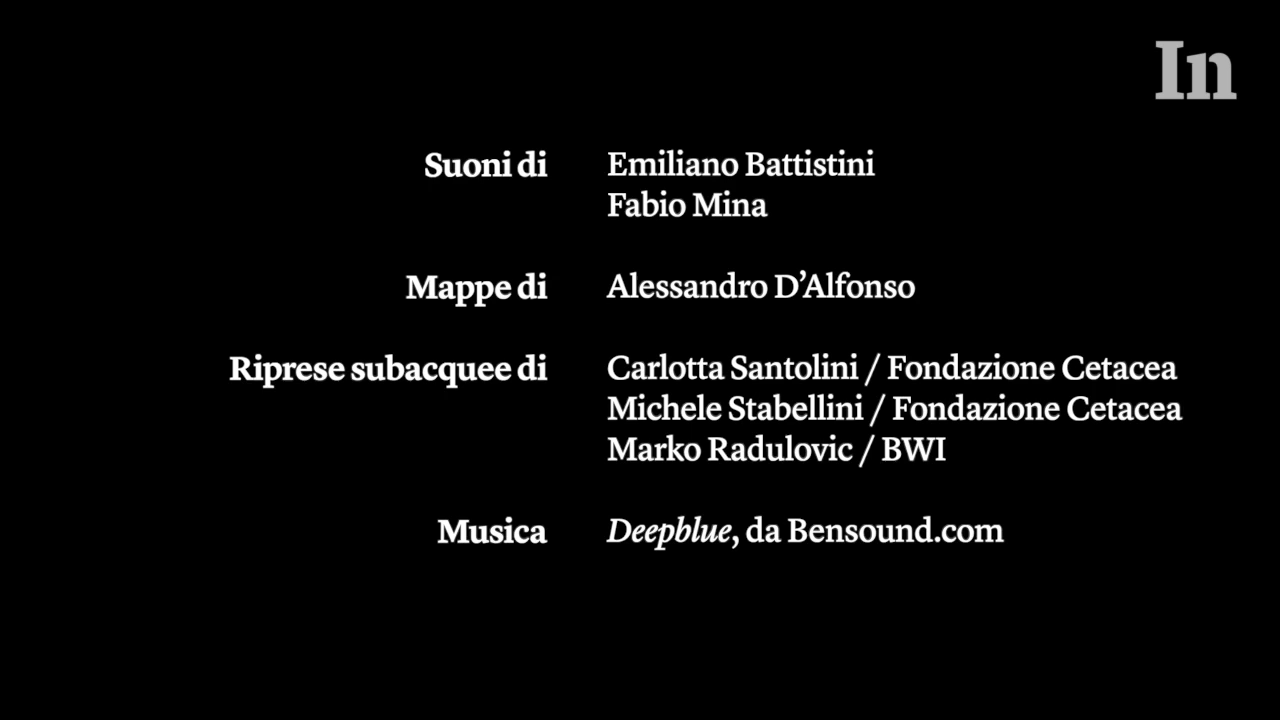 In
Suoni di Emiliano Battistini
Fabio Mina
Mappe di Alessandro D’Alfonso
Riprese subacquee di Carlotta Santolini / Fondazione Cetacea
Michele Stabellini / Fondazione Cetacea
Marko Radulovic / BWI
Musica Deepblue, da Bensound.com